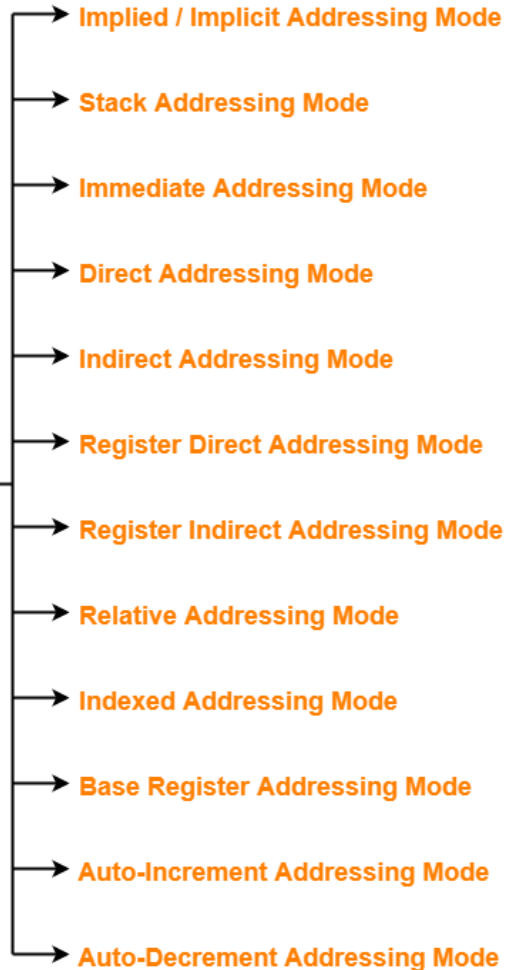 Implied / Implicit Addressing Mode
Stack Addressing Mode
Immediate Addressing Mode
Direct Addressing Mode
Indirect Addressing Mode
Register Direct Addressing Mode
Register Indirect Addressing Mode
Relative Addressing Mode
Indexed Addressing Mode
Base Register Addressing Mode
Auto-Increment Addressing Mode
Auto-Decrement Addressing Mode